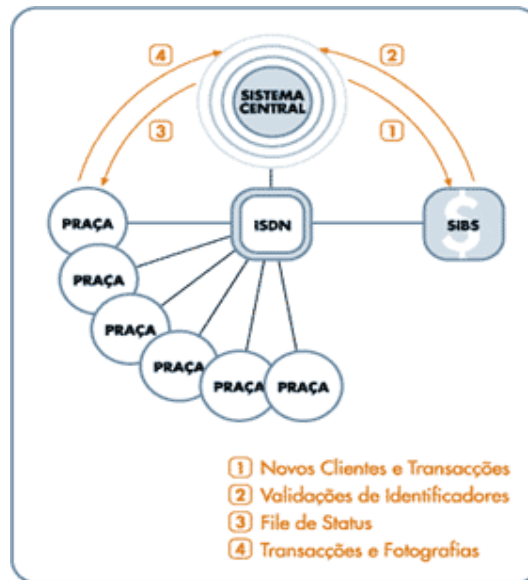 4
2
SISTEMA
CENTRAL
3
1
PRAÇA
ISDN
SIBS
PRAÇA
PRAÇA
PRAÇA
PRAÇA
PRAÇA
1 Novos Clientes e Transacções
2 Validações de Identificadores
3 File de Status
4 Transacções e Fotografias